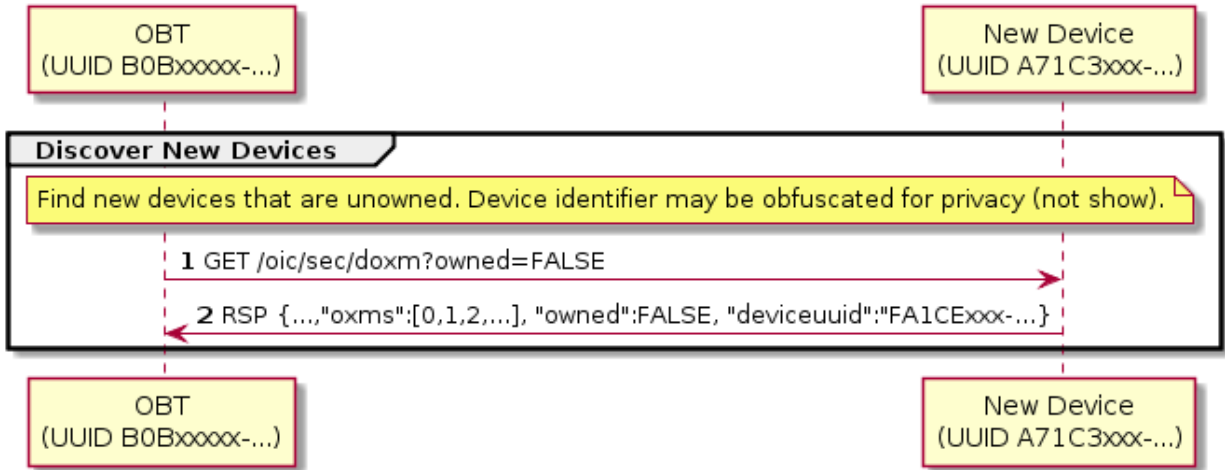 OBT
(UUID B0Bxxxxx-...)
New Device
(UUID A71C3xxx-...)
Discover New Devices
Find new devices that are unowned. Device identifier may be obfuscated for privacy (not show).
1 GET /oic/sec/doxm?owned=FALSE
2 RSP {...,"oxms":[0,1,2,...], "owned":FALSE, "deviceuuid":"FA1CExxx-...}
OBT
(UUID B0Bxxxxx-...)
New Device
(UUID A71C3xxx-...)